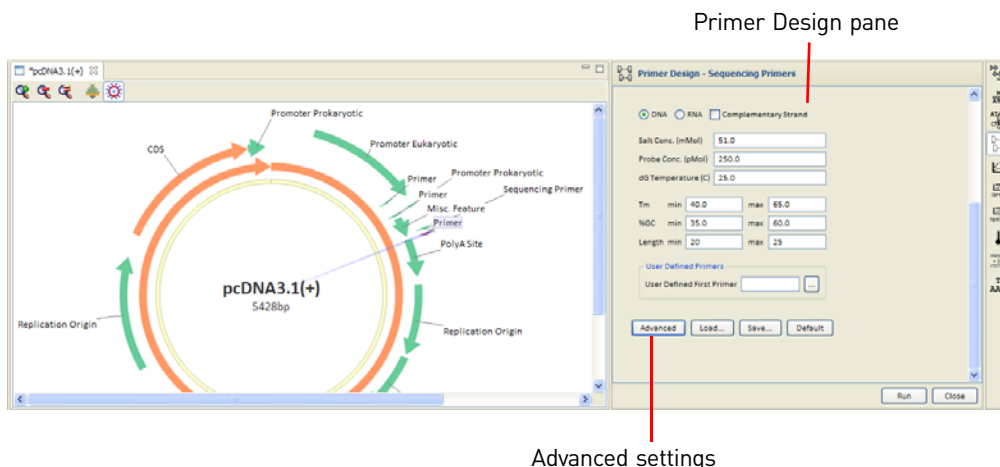 Primer Design pane
*pcDNA3.1(+)
Primer Design - Sequencing Primers
Promoter Prokaryotic
CDS
Promoter Eukaryotic
Primer
Promoter Prokaryotic
Primer
Sequencing Primer
Misc. Feature
Primer
PolyA Site
pcDNA3.1(+)
5428bp
Replication Origin
Replication Origin
DNA RNA Complementary Strand
Salt Conc. (mMol) 51.0
Probe Conc. (pMol) 250.0
dG Temperature (C) 25.0
Tm min 40.0 max 65.0
%GC min 35.0 max 60.0
Length min 20 max 25
User Defined Primers
User Defined First Primer ...
Advanced Load... Save... Default
Run Close
Advanced settings